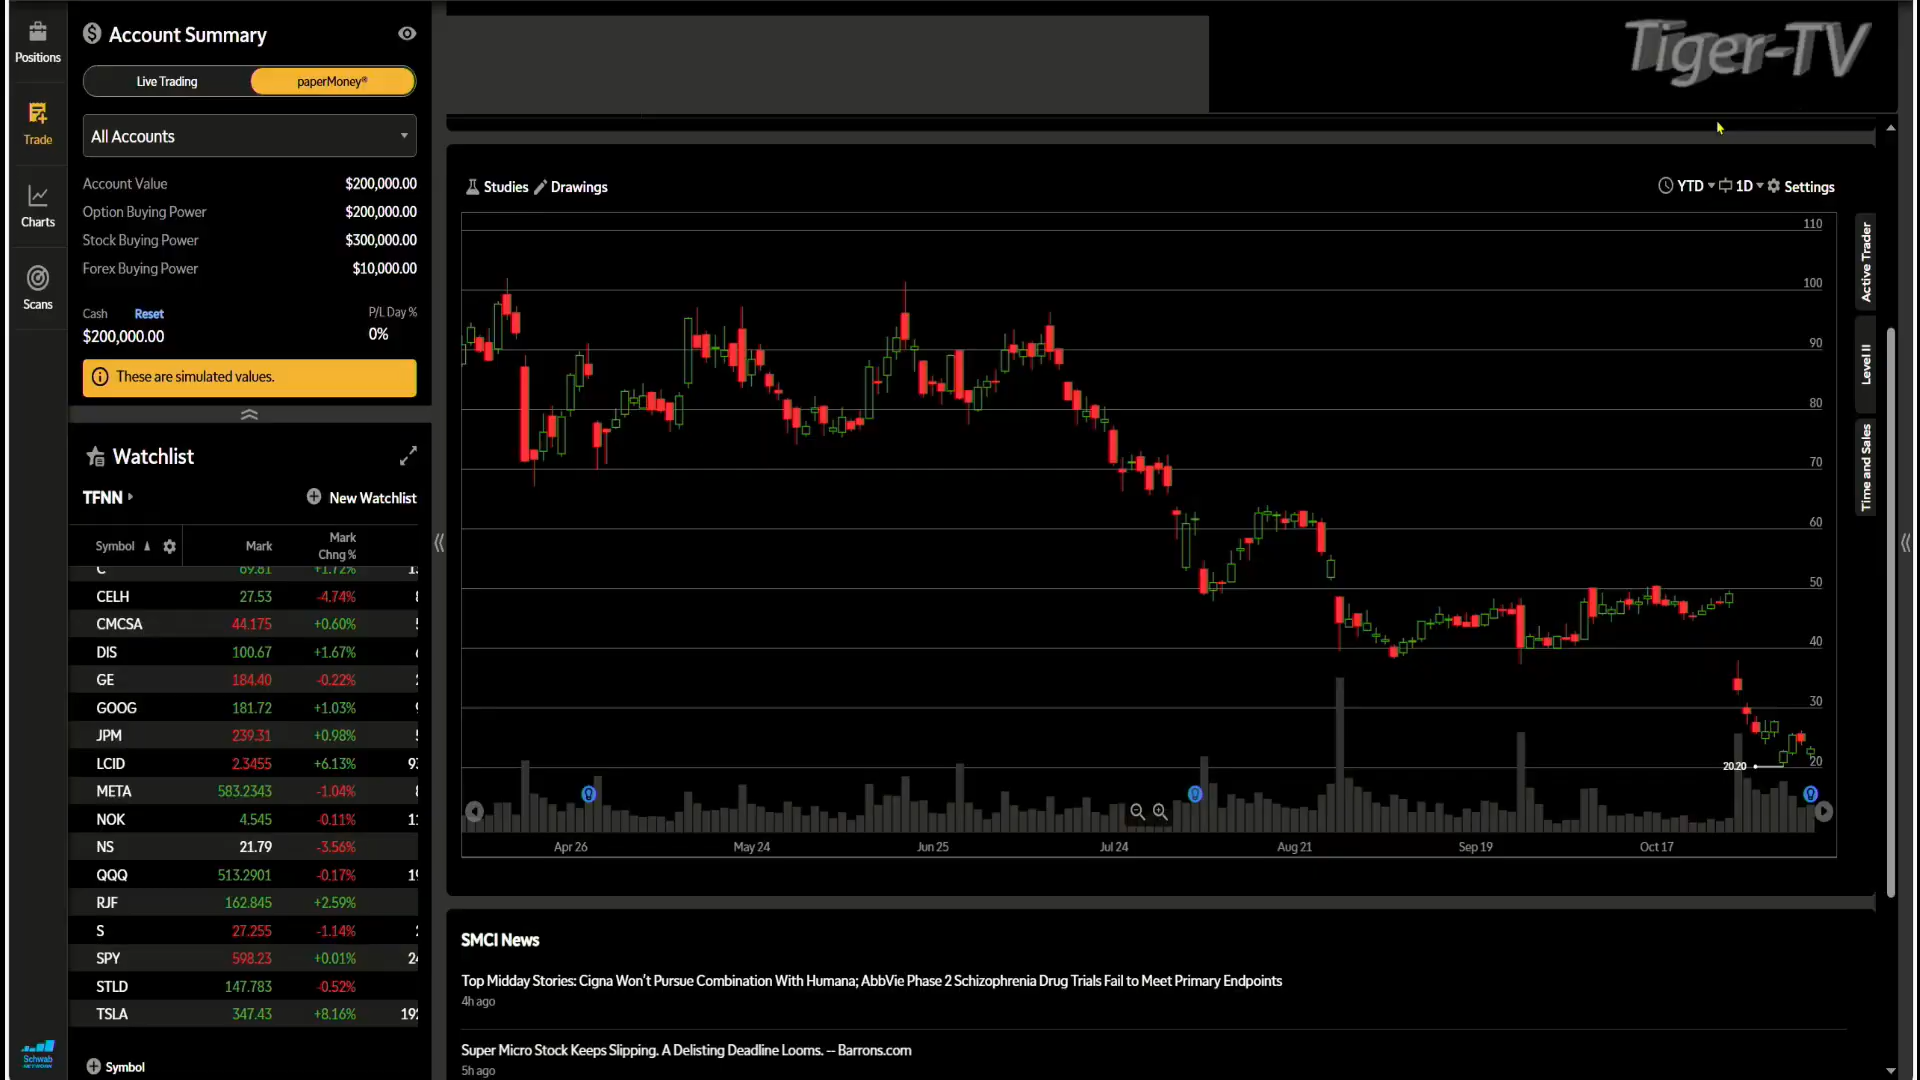 Positions
Trade
Charts
Scans
Account Summary
Live Trading
paperMoney®
All Accounts
Account Value $200,000.00
Option Buying Power $200,000.00
Stock Buying Power $300,000.00
Forex Buying Power $10,000.00
Cash Reset P/L Day %
$200,000.00 0%
These are simulated values.
Watchlist
TFNN New Watchlist
Symbol Mark Mark Chng %
C 69.81 +1.72%
CELH 27.53 -4.74%
CMCSA 44.175 +0.60%
DIS 100.67 +1.67%
GE 184.40 -0.22%
GOOG 181.72 +1.03%
JPM 239.31 +0.98%
LCID 2.3455 +6.13%
META 583.2343 -1.04%
NOK 4.545 -0.11%
NS 21.79 -3.56%
QQQ 513.2901 -0.17%
RJF 162.845 +2.59%
S 27.255 -1.14%
SPY 598.23 +0.01%
STLD 147.783 -0.52%
TSLA 347.43 +8.16%
Symbol
Schwab
NETWORK
Tiger-TV
Studies Drawings
YTD 1D Settings
110
100
90
80
70
60
50
40
30
20
20.20
Apr 26 May 24 Jun 25 Jul 24 Aug 21 Sep 19 Oct 17
Active Trader
Level II
Time and Sales
SMCI News
Top Midday Stories: Cigna Won't Pursue Combination With Humana; AbbVie Phase 2 Schizophrenia Drug Trials Fail to Meet Primary Endpoints
4h ago
Super Micro Stock Keeps Slipping. A Delisting Deadline Looms. -- Barrons.com
5h ago